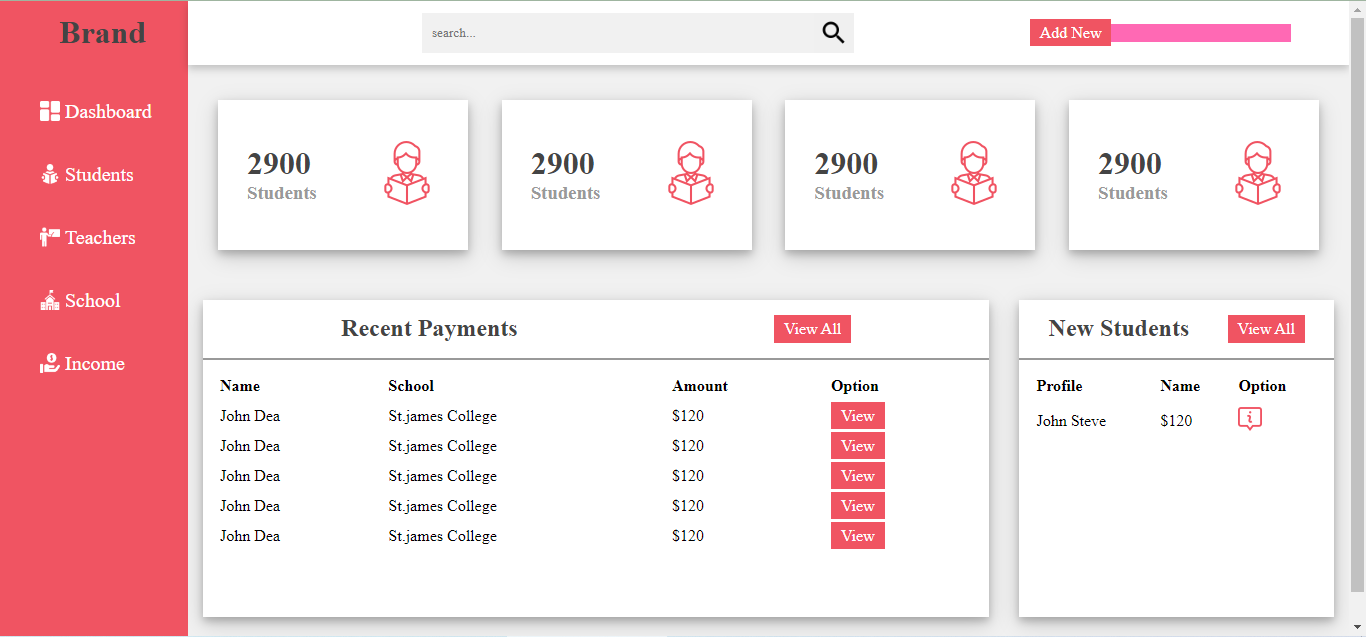 Brand
search...
Add New
Dashboard
Students
Teachers
School
Income
2900
Students
2900
Students
2900
Students
2900
Students
Recent Payments View All
Name School Amount Option
John Dea St.james College $120 View
John Dea St.james College $120 View
John Dea St.james College $120 View
John Dea St.james College $120 View
John Dea St.james College $120 View
New Students View All
Profile Name Option
John Steve $120